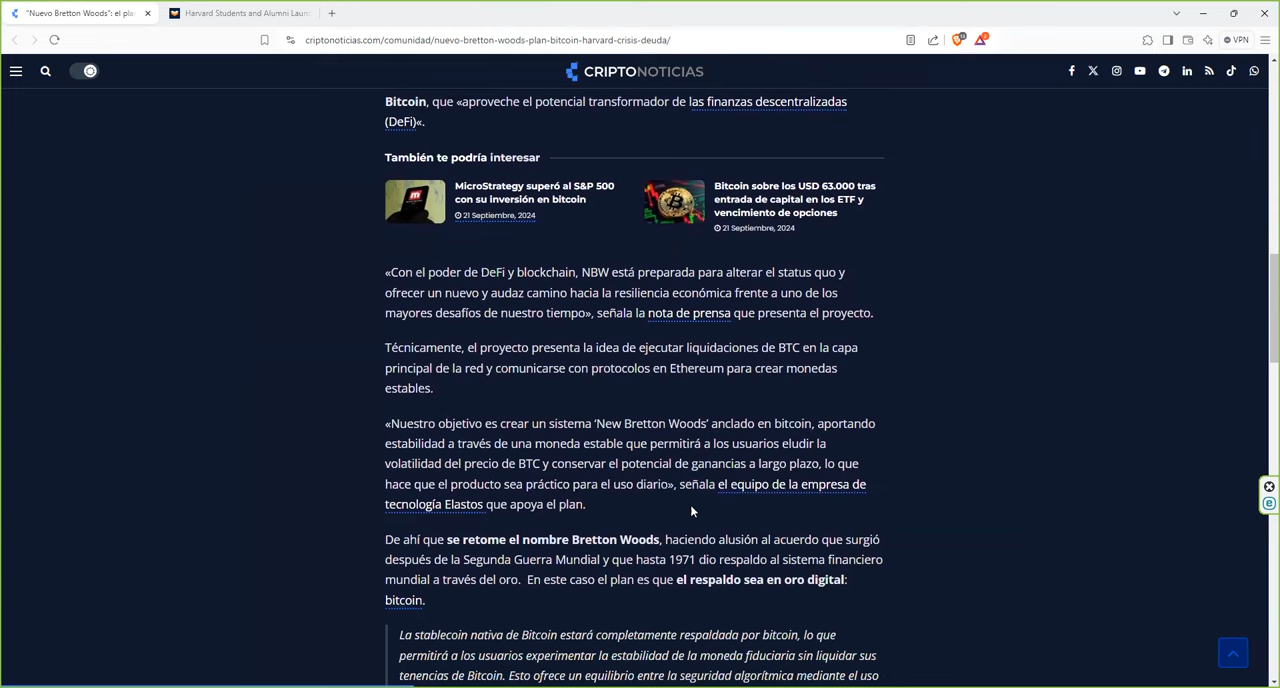 "Nuevo Bretton Woods": el pla
Harvard Students and Alumni Laun
criptonoticias.com/comunidad/nuevo-bretton-woods-plan-bitcoin-harvard-crisis-deuda/
VPN
CRIPTONOTICIAS
Bitcoin, que «aproveche el potencial transformador de las finanzas descentralizadas
(DeFi)«.
También te podría interesar
MicroStrategy superó al S&P 500
con su inversión en bitcoin
21 Septiembre, 2024
Bitcoin sobre los USD 63.000 tras
entrada de capital en los ETF y
vencimiento de opciones
21 Septiembre, 2024
«Con el poder de DeFi y blockchain, NBW está preparada para alterar el status quo y
ofrecer un nuevo y audaz camino hacia la resiliencia económica frente a uno de los
mayores desafíos de nuestro tiempo», señala la nota de prensa que presenta el proyecto.
Técnicamente, el proyecto presenta la idea de ejecutar liquidaciones de BTC en la capa
principal de la red y comunicarse con protocolos en Ethereum para crear monedas
estables.
«Nuestro objetivo es crear un sistema 'New Bretton Woods' anclado en bitcoin, aportando
estabilidad a través de una moneda estable que permitirá a los usuarios eludir la
volatilidad del precio de BTC y conservar el potencial de ganancias a largo plazo, lo que
hace que el producto sea práctico para el uso diario», señala el equipo de la empresa de
tecnología Elastos que apoya el plan.
De ahí que se retome el nombre Bretton Woods, haciendo alusión al acuerdo que surgió
después de la Segunda Guerra Mundial y que hasta 1971 dio respaldo al sistema financiero
mundial a través del oro. En este caso el plan es que el respaldo sea en oro digital:
bitcoin.
La stablecoin nativa de Bitcoin estará completamente respaldada por bitcoin, lo que
permitirá a los usuarios experimentar la estabilidad de la moneda fiduciaria sin liquidar sus
tenencias de Bitcoin. Esto ofrece un equilibrio entre la seguridad algorítmica mediante el uso